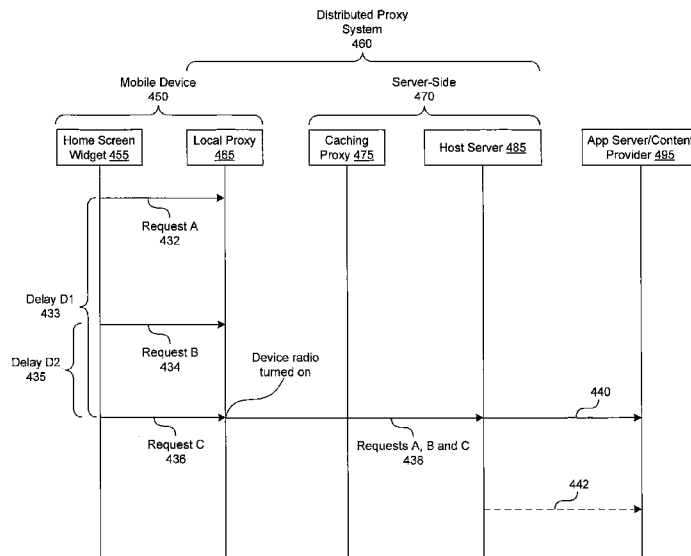 Distributed Proxy
System
460
Mobile Device
450
Server-Side
470
Home Screen
Widget 455
Local Proxy
465
Caching
Proxy 475
Host Server 485
App Server/Content
Provider 495
Request A
432
Delay D1
433
Request B
434
Delay D2
435
Device radio
turned on
Request C
436
Requests A, B and C
438
440
442